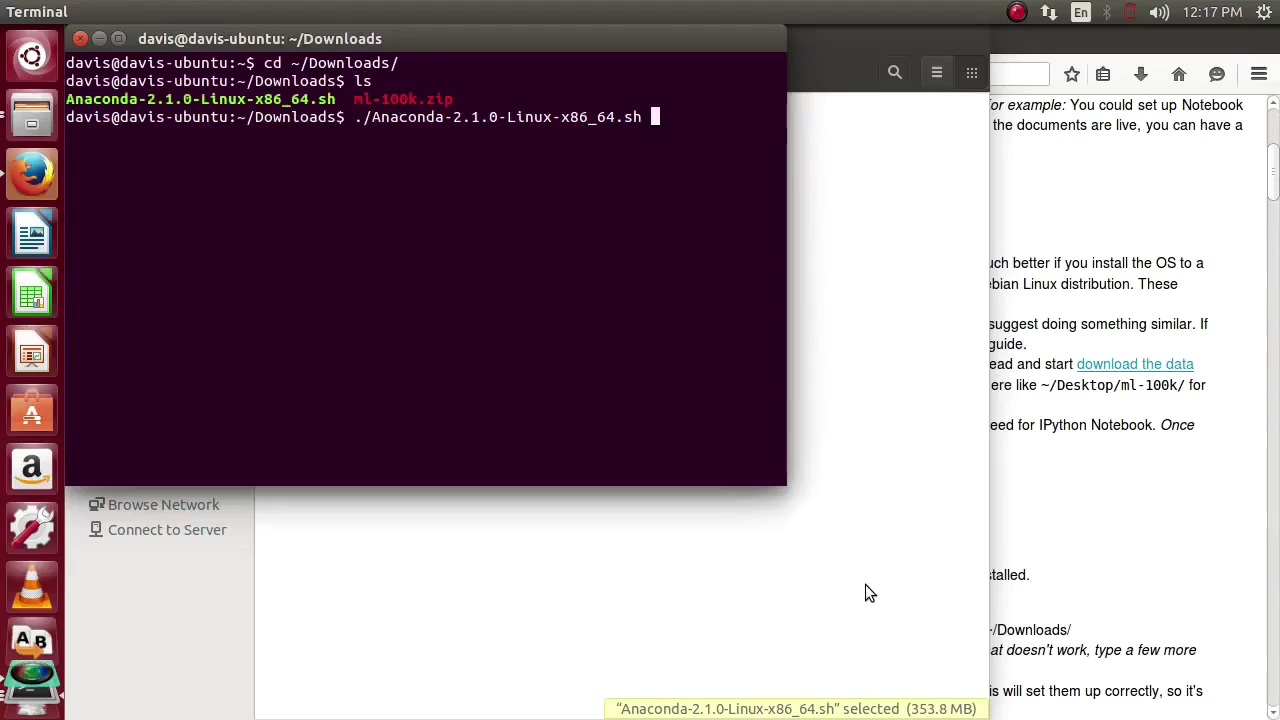 Terminal
En
12:17 PM
davis@davis-ubuntu: ~/Downloads
davis@davis-ubuntu:~$ cd ~/Downloads/
davis@davis-ubuntu:~/Downloads$ ls
Anaconda-2.1.0-Linux-x86_64.sh ml-100k.zip
davis@davis-ubuntu:~/Downloads$ ./Anaconda-2.1.0-Linux-x86_64.sh
for example: You could set up Notebook
the documents are live, you can have a
uch better if you install the OS to a
ebian Linux distribution. These
suggest doing something similar. If
guide.
ead and start download the data
ere like ~/Desktop/ml-100k/ for
eed for IPython Notebook. Once
Browse Network
Connect to Server
stalled.
~/Downloads/
at doesn't work, type a few more
is will set them up correctly, so it's
“Anaconda-2.1.0-Linux-x86_64.sh” selected (353.8 MB)